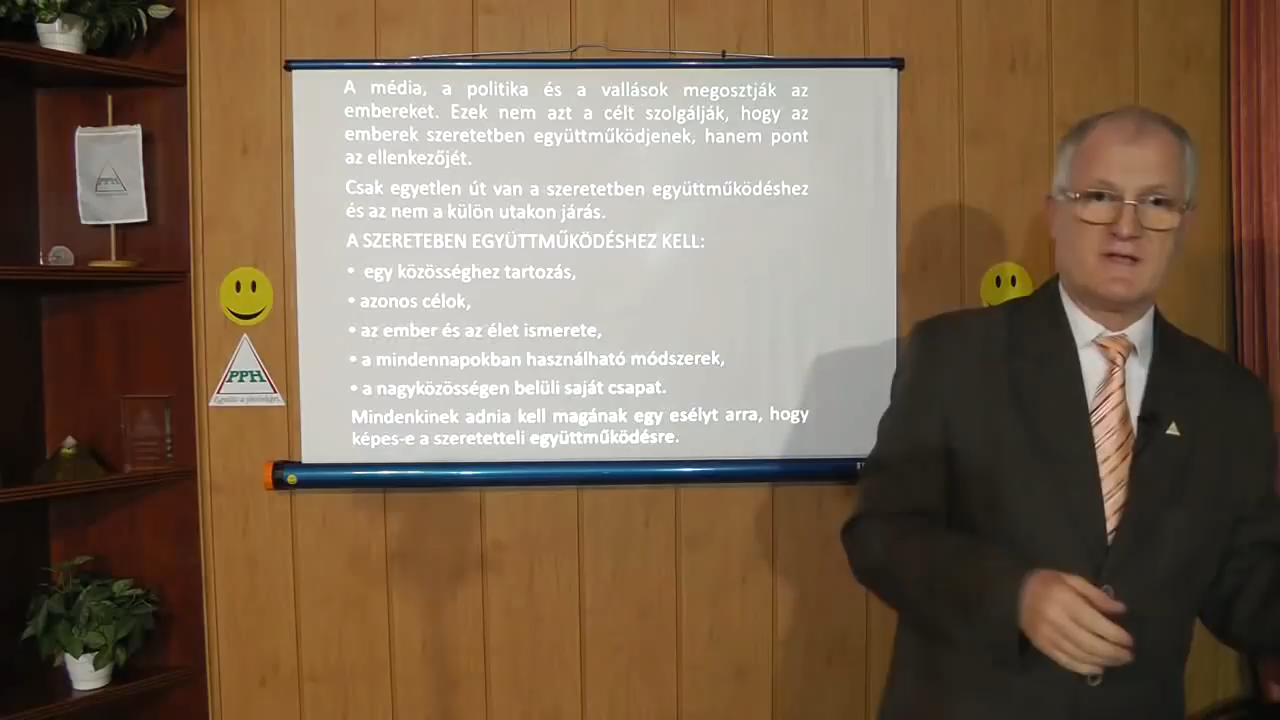 A média, a politika és a vallások megosztják az
embereket. Ezek nem azt a célt szolgálják, hogy az
emberek szeretetben együttműködjenek, hanem pont
az ellenkezőjét.
Csak egyetlen út van a szeretetben együttműködéshez
és az nem a külön utakon járás.
A SZERETEBEN EGYÜTTMŰKÖDÉSHEZ KELL:
• egy közösséghez tartozás,
• azonos célok,
• az ember és az élet ismerete,
• a mindennapokban használható módszerek,
• a nagyközösségen belüli saját csapat.
Mindenkinek adnia kell magának egy esélyt arra, hogy
képes-e a szeretetteli együttműködésre.
PPH